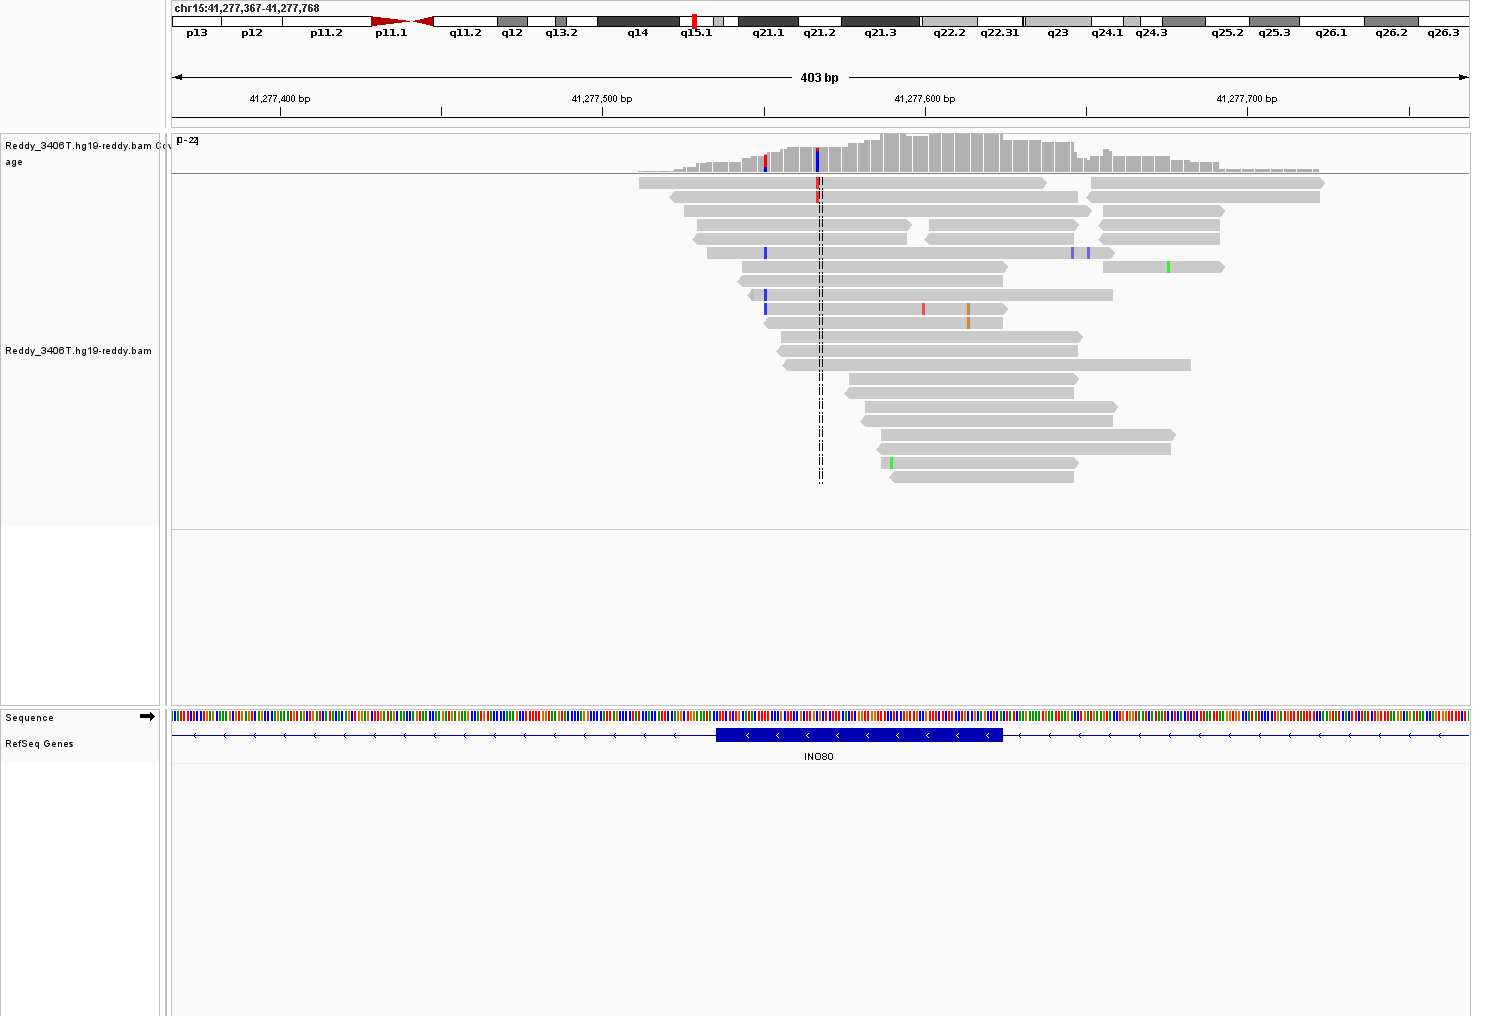 chr15:41,277,367-41,277,768
p13 p12 p11.2 p11.1 q11.2 q12 q13.2 q14 q15.1 q21.1 q21.2 q21.3 q22.2 q22.31 q23 q24.1 q24.3 q25.2 q25.3 q26.1 q26.2 q26.3
403 bp
41,277,400 bp 41,277,500 bp 41,277,600 bp 41,277,700 bp
Reddy_3406T.hg19-reddy.bam Cov
age
[0-22]
Reddy_3406T.hg19-reddy.bam
Sequence
RefSeq Genes
INO80